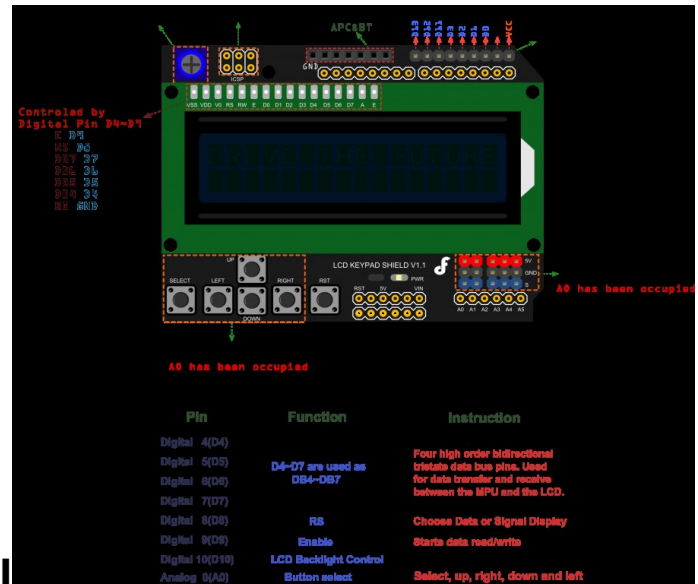 APC&BT
D13 D12 D11 D3 D2 D1 D0 VCC
GND
ICSP
VSS VDD V0 RS RW E D0 D1 D2 D3 D4 D5 D6 D7 A E
Controled by
Digital Pin D4~D9
E D9
RS D8
DB7 D7
DB6 D6
DB5 D5
DB4 D4
RW GND
UP
SELECT LEFT RIGHT RST
DOWN
LCD KEYPAD SHIELD V1.1
PWR
RST 5V VIN
5V
GND
S
A0 A1 A2 A3 A4 A5
A0 has been occupied
A0 has been occupied
Pin Function Instruction
Digital 4(D4)
Digital 5(D5)
Digital 6(D6)
Digital 7(D7)
D4~D7 are used as
DB4~DB7
Four high order bidirectional
tristate data bus pins. Used
for data transfer and receive
between the MPU and the LCD.
Digital 8(D8) RS Choose Data or Signal Display
Digital 9(D9) Enable Starts data read/write
Digital 10(D10) LCD Backlight Control
Analog 0(A0) Button select Select, up, right, down and left